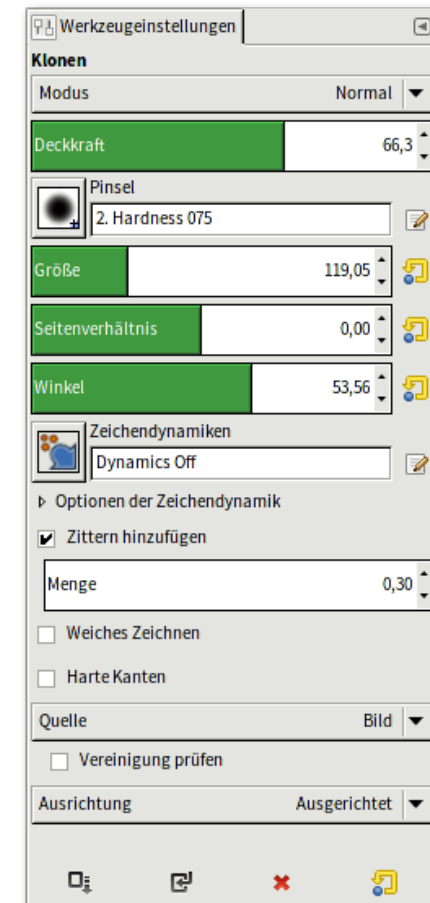 Werkzeugeinstellungen
Klonen
Modus Normal
Deckkraft 66,3
Pinsel
2. Hardness 075
Größe 119,05
Seitenverhältnis 0,00
Winkel 53,56
Zeichendynamiken
Dynamics Off
Optionen der Zeichendynamik
Zittern hinzufügen
Menge 0,30
Weiches Zeichnen
Harte Kanten
Quelle Bild
Vereinigung prüfen
Ausrichtung Ausgerichtet